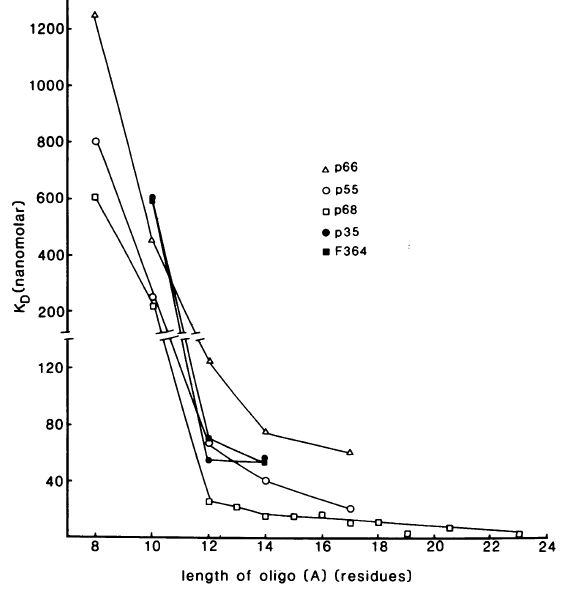 1200
1000
800
600
400
200
120
80
40
K_D (nanomolar)
p66
p55
p68
p35
F364
8 10 12 14 16 18 20 22 24
length of oligo (A) (residues)